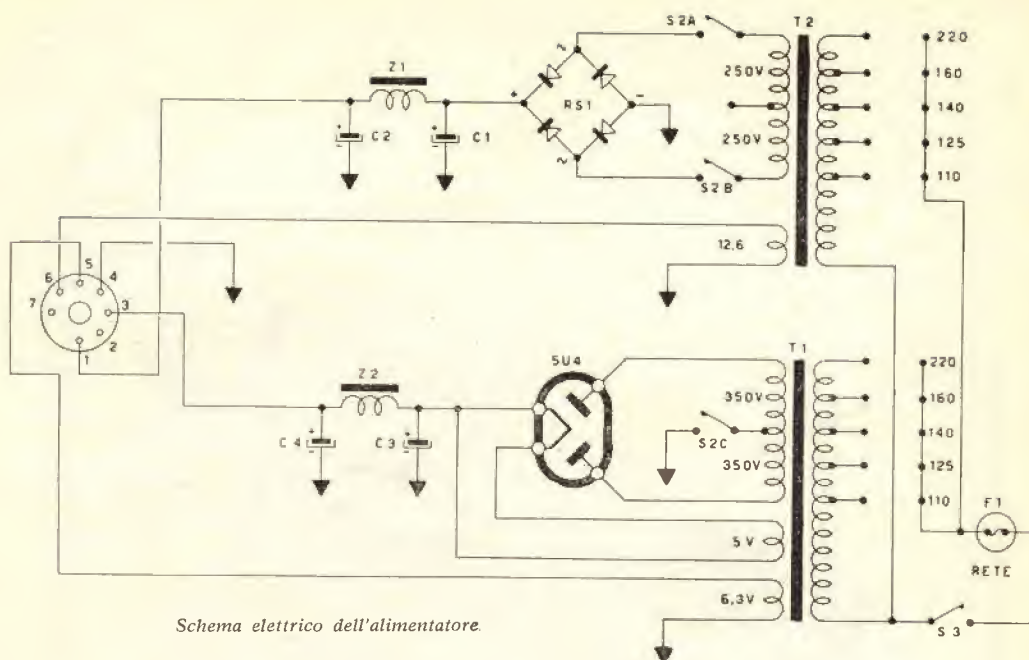 S2A
T2
Z1
250V
220
160
140
125
110
RS1
2
+
-
2
250V
S2B
C2
+
-
C1
+
-
12,6
6
5
4
7
3
2
1
5U4
T1
Z2
350V
S2C
350V
220
160
140
125
110
C4
+
-
C3
+
-
F1
RETE
5V
6,3V
S3
Schema elettrico dell'alimentatore.